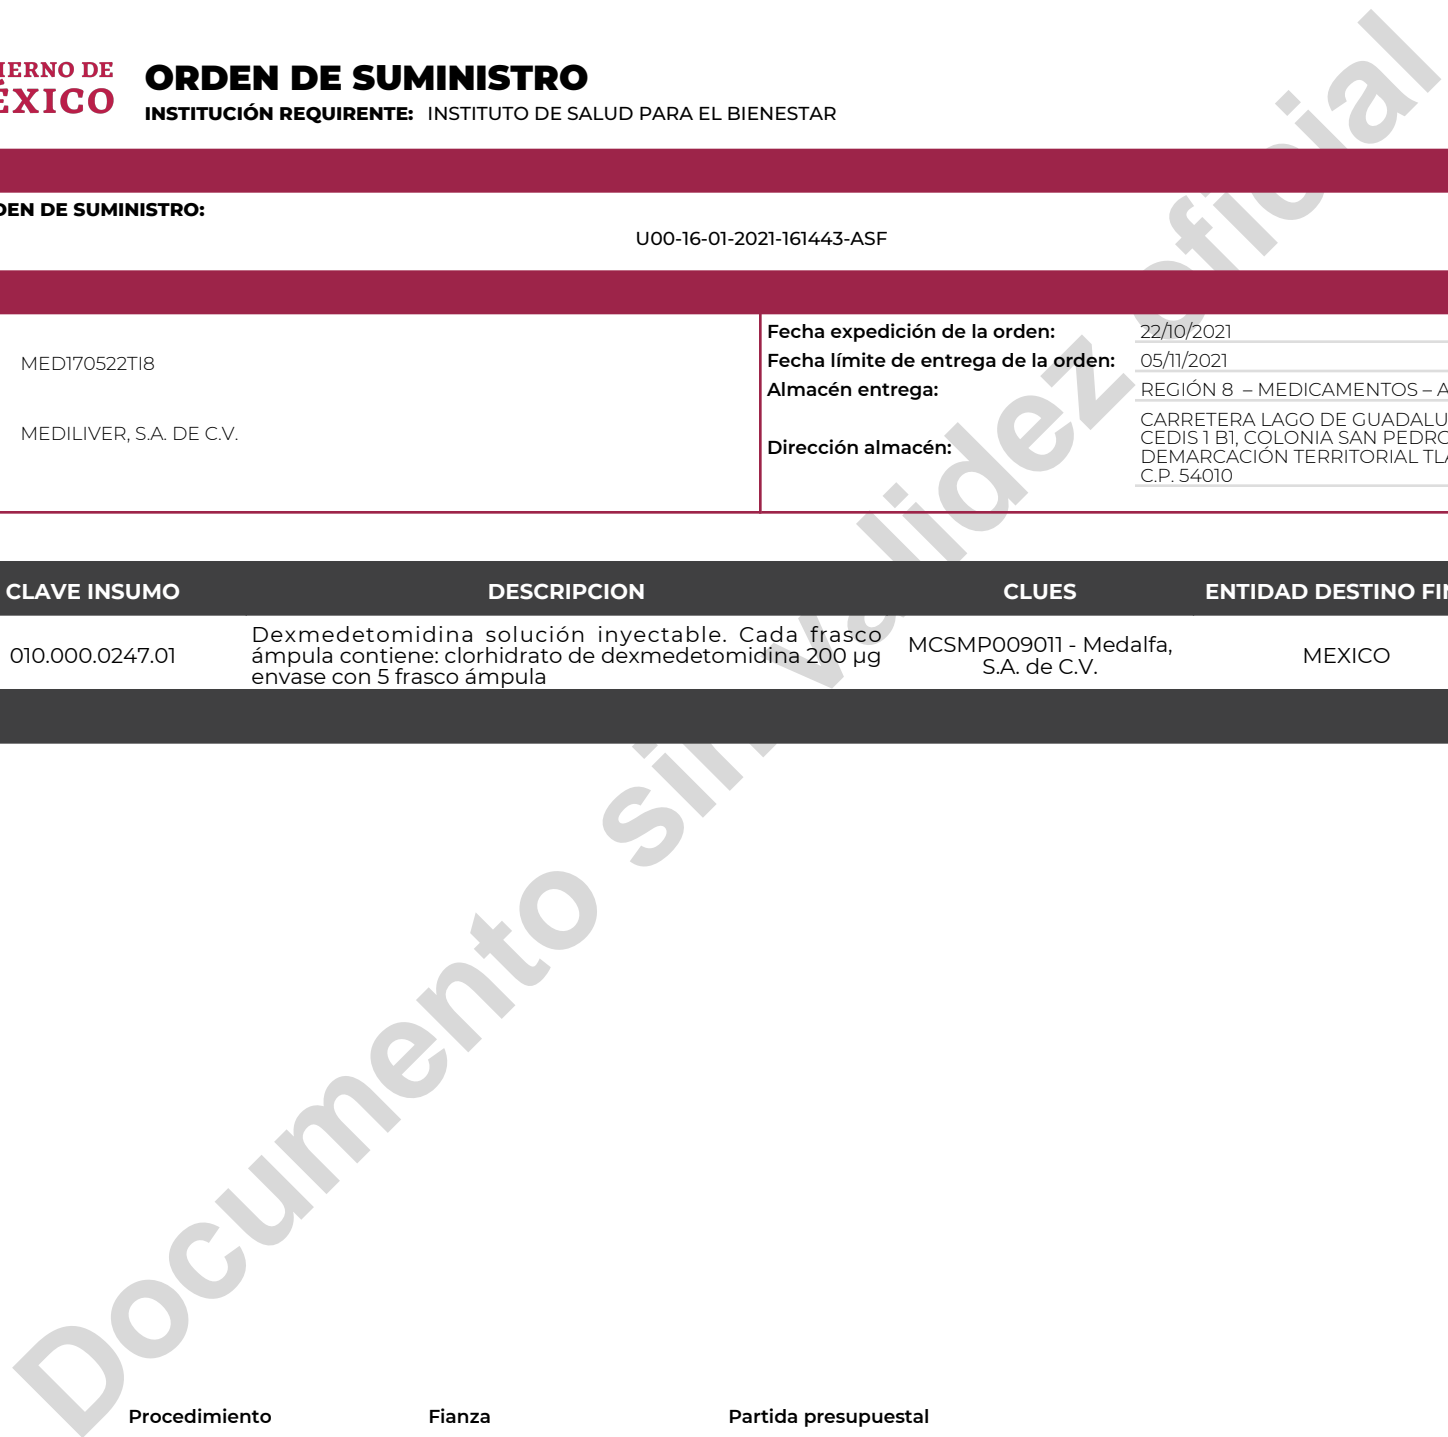 IERNO DE
ÉXICO
ORDEN DE SUMINISTRO
INSTITUCIÓN REQUIRENTE: INSTITUTO DE SALUD PARA EL BIENESTAR
DEN DE SUMINISTRO:
U00-16-01-2021-161443-ASF
MED170522TI8
MEDILIVER, S.A. DE C.V.
Fecha expedición de la orden: 22/10/2021
Fecha límite de entrega de la orden: 05/11/2021
Almacén entrega: REGIÓN 8 – MEDICAMENTOS – A
Dirección almacén:
CARRETERA LAGO DE GUADALU
CEDIS 1 B1, COLONIA SAN PEDRO
DEMARCACIÓN TERRITORIAL TLA
C.P. 54010
CLAVE INSUMO DESCRIPCION CLUES ENTIDAD DESTINO FIN
010.000.0247.01
Dexmedetomidina solución inyectable. Cada frasco
ámpula contiene: clorhidrato de dexmedetomidina 200 µg
envase con 5 frasco ámpula
MCSMP009011 - Medalfa,
S.A. de C.V.
MEXICO
Documento sin validez oficial
Procedimiento Fianza Partida presupuestal